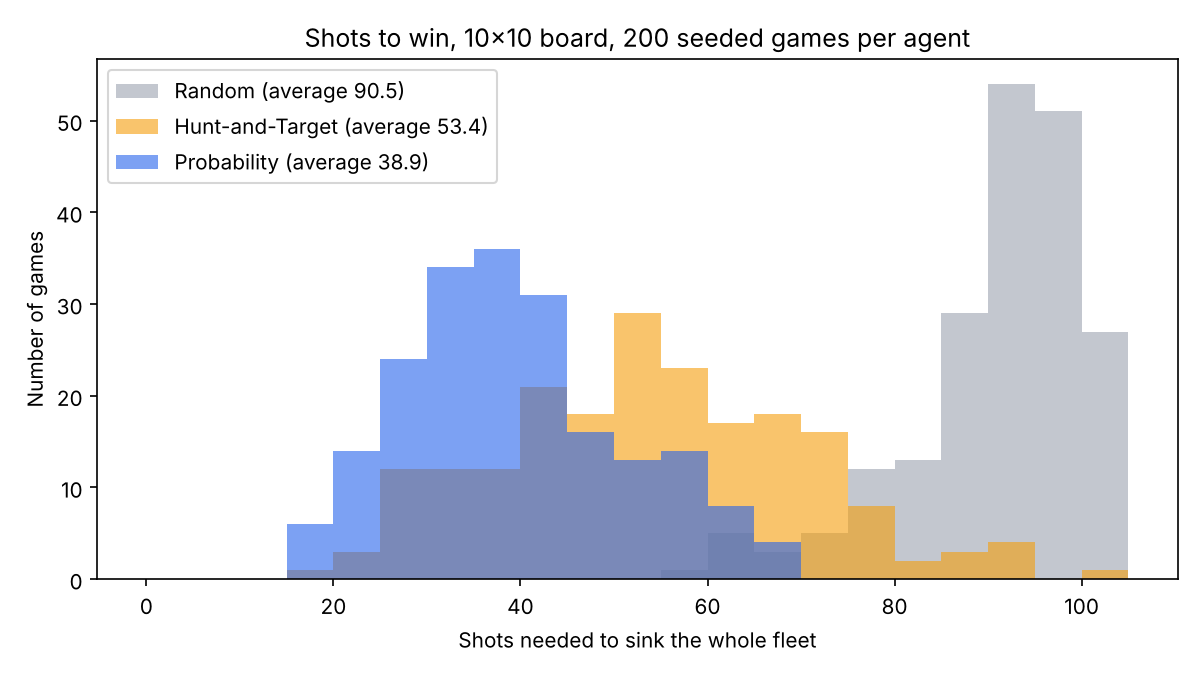 Shots to win, 10×10 board, 200 seeded games per agent
Random (average 90.5)
Hunt-and-Target (average 53.4)
Probability (average 38.9)
Number of games
50
40
30
20
10
0
0 20 40 60 80 100
Shots needed to sink the whole fleet